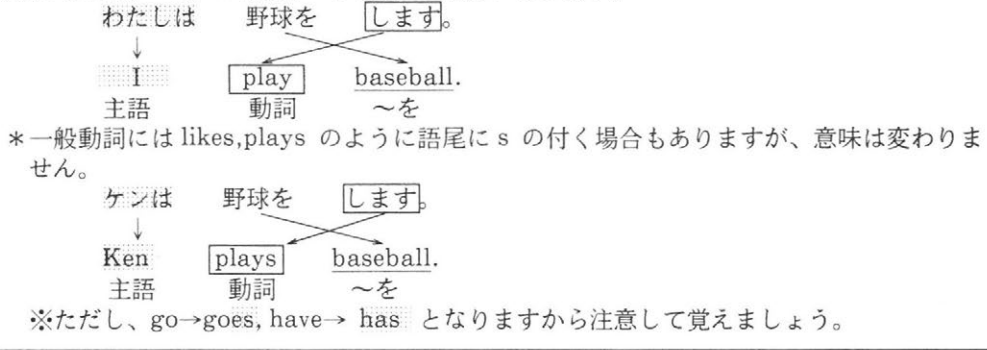 わたしは 野球を します。
I play baseball.
主語 動詞 ～を
＊一般動詞には likes,plays のように語尾に s の付く場合もありますが、意味は変わりま
せん。
ケンは 野球を します。
Ken plays baseball.
主語 動詞 ～を
※ただし、go→goes, have→ has となりますから注意して覚えましょう。